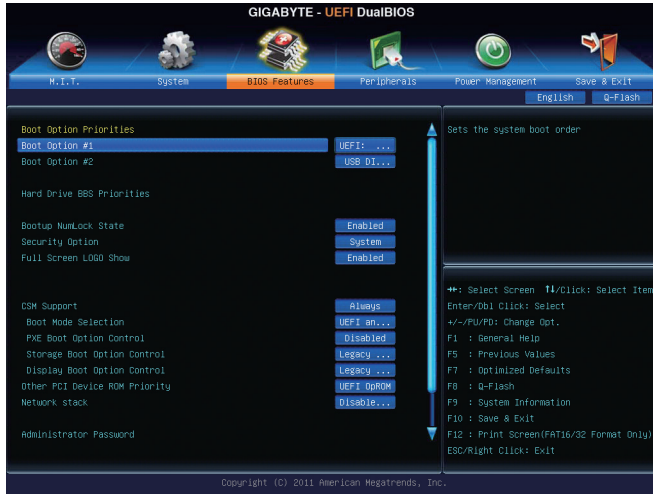 GIGABYTE - UEFI DualBIOS
M.I.T. System BIOS Features Peripherals Power Management Save & Exit
English Q-Flash
Boot Option Priorities
Boot Option #1 UEFI: ...
Boot Option #2 USB DI...
Hard Drive BBS Priorities
Bootup NumLock State Enabled
Security Option System
Full Screen LOGO Show Enabled
CSM Support Always
Boot Mode Selection UEFI an...
PXE Boot Option Control Disabled
Storage Boot Option Control Legacy ...
Display Boot Option Control Legacy ...
Other PCI Device ROM Priority UEFI OpROM
Network stack Disable...
Administrator Password
Sets the system boot order
→←: Select Screen ↑↓/Click: Select Item
Enter/Dbl Click: Select
+/-/PU/PD: Change Opt.
F1 : General Help
F5 : Previous Values
F7 : Optimized Defaults
F8 : Q-Flash
F9 : System Information
F10 : Save & Exit
F12 : Print Screen(FAT16/32 Format Only)
ESC/Right Click: Exit
Copyright (C) 2011 American Megatrends, Inc.